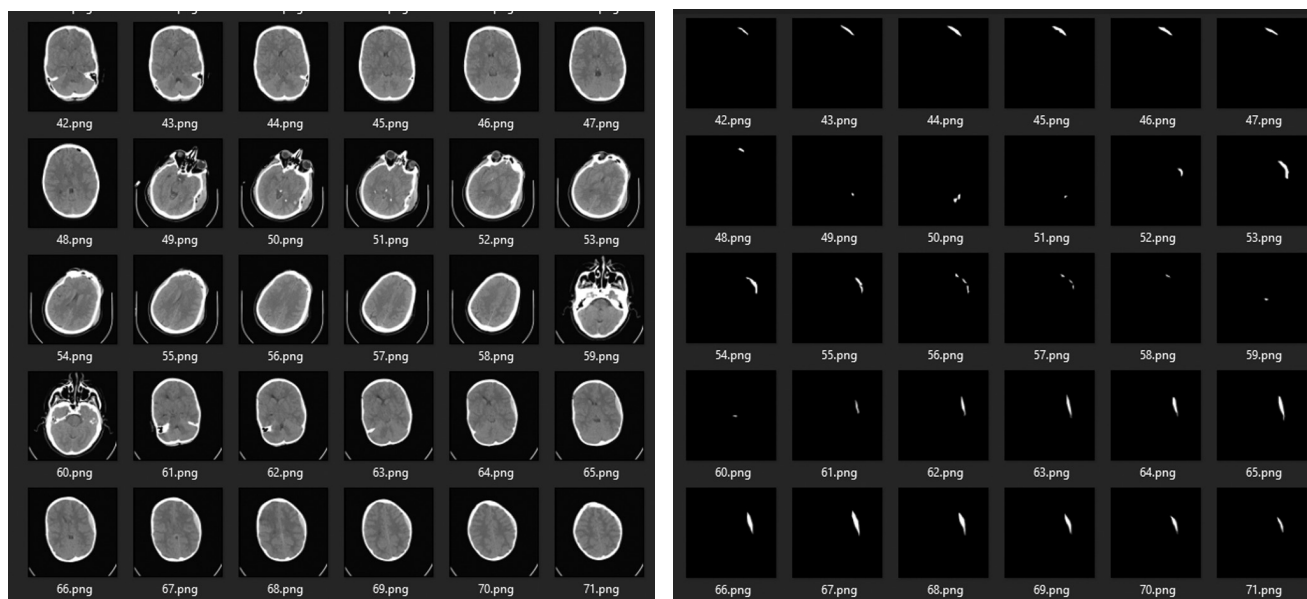 42.png 43.png 44.png 45.png 46.png 47.png
48.png 49.png 50.png 51.png 52.png 53.png
54.png 55.png 56.png 57.png 58.png 59.png
60.png 61.png 62.png 63.png 64.png 65.png
66.png 67.png 68.png 69.png 70.png 71.png
42.png 43.png 44.png 45.png 46.png 47.png
48.png 49.png 50.png 51.png 52.png 53.png
54.png 55.png 56.png 57.png 58.png 59.png
60.png 61.png 62.png 63.png 64.png 65.png
66.png 67.png 68.png 69.png 70.png 71.png